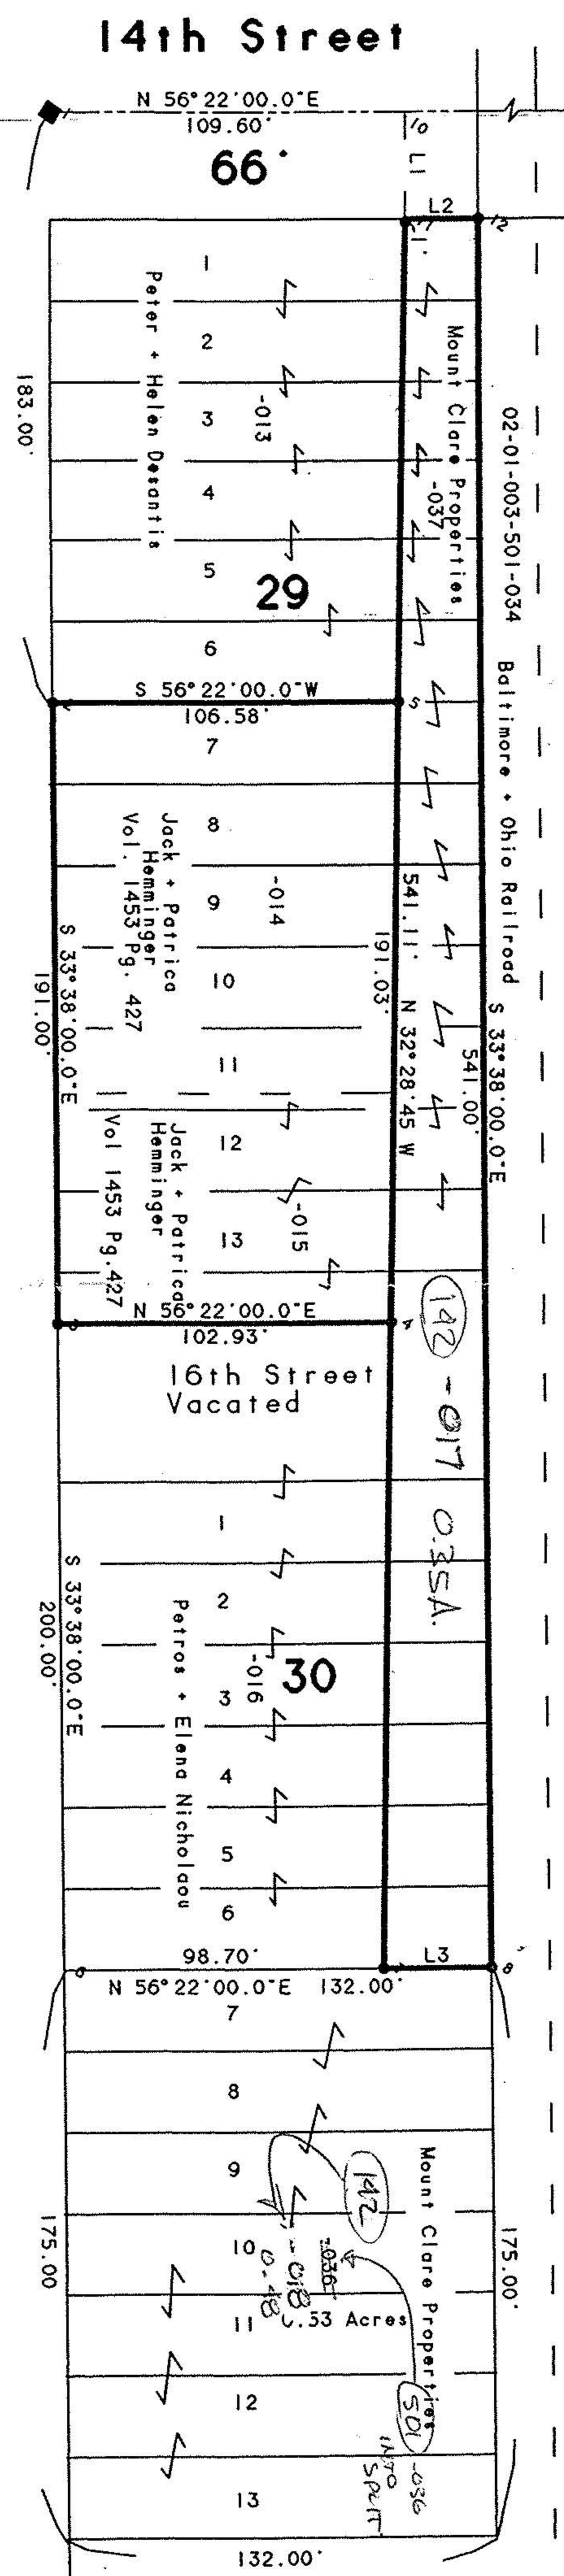 14th Street
N 56°22'00.0"E
109.60'
66'
10
L1
L2
12
1
2
3
4
5
6
Peter + Helen Desantis
-013
183.00'
29
Mount Clare Properties
-037
02-01-003-501-034
Baltimore + Ohio Railroad
S 56°22'00.0"W
106.58'
5
7
8
9
10
11
12
13
Jack + Patrica
Hemminger
Vol. 1453 Pg. 427
-014
S 33°38'00.0"E
191.00'
191.03'
541.11'
N 32°28'45 W
541.00'
S 33°38'00.0"E
Jack + Patrica
Hemminger
Vol 1453 Pg.427
-015
N 56°22'00.0"E
102.93'
4
16th Street
Vacated
142 -017 0.35A.
1
2
3
4
5
6
Petros + Elena Nicholaou
-016
30
S 33°38'00.0"E
200.00'
98.70'
N 56°22'00.0"E
132.00'
L3
8
7
8
9
10
11
12
13
142
-036
-018
0.48
.53 Acres
Mount Clare Properties
501 -036
INTO
SPLIT
175.00
175.00'
132.00'